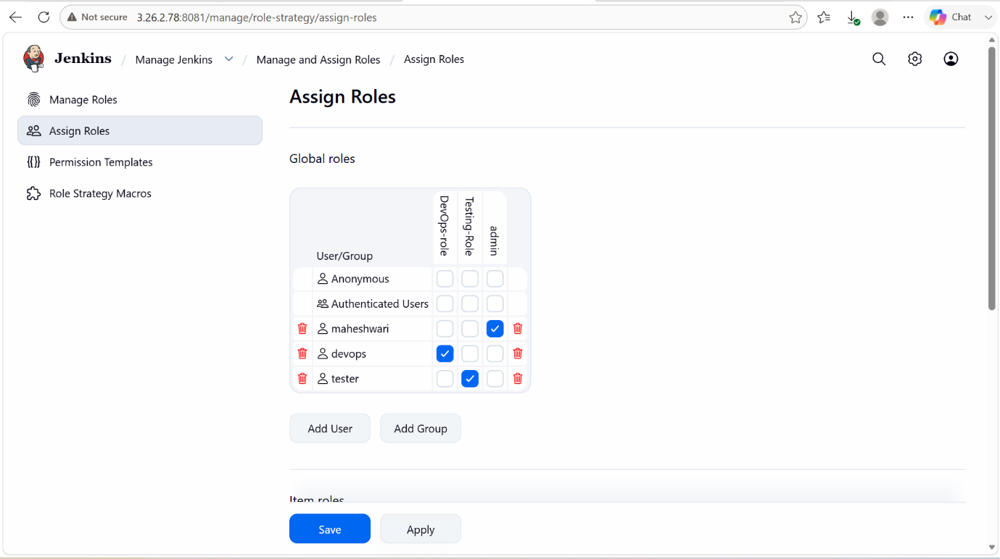 Not secure 3.26.2.78:8081/manage/role-strategy/assign-roles Chat
Jenkins / Manage Jenkins / Manage and Assign Roles / Assign Roles
Manage Roles
Assign Roles
Permission Templates
Role Strategy Macros
Assign Roles
Global roles
User/Group DevOps-role Testing-Role admin
Anonymous
Authenticated Users
maheshwari
devops
tester
Add User Add Group
Item roles
Save Apply